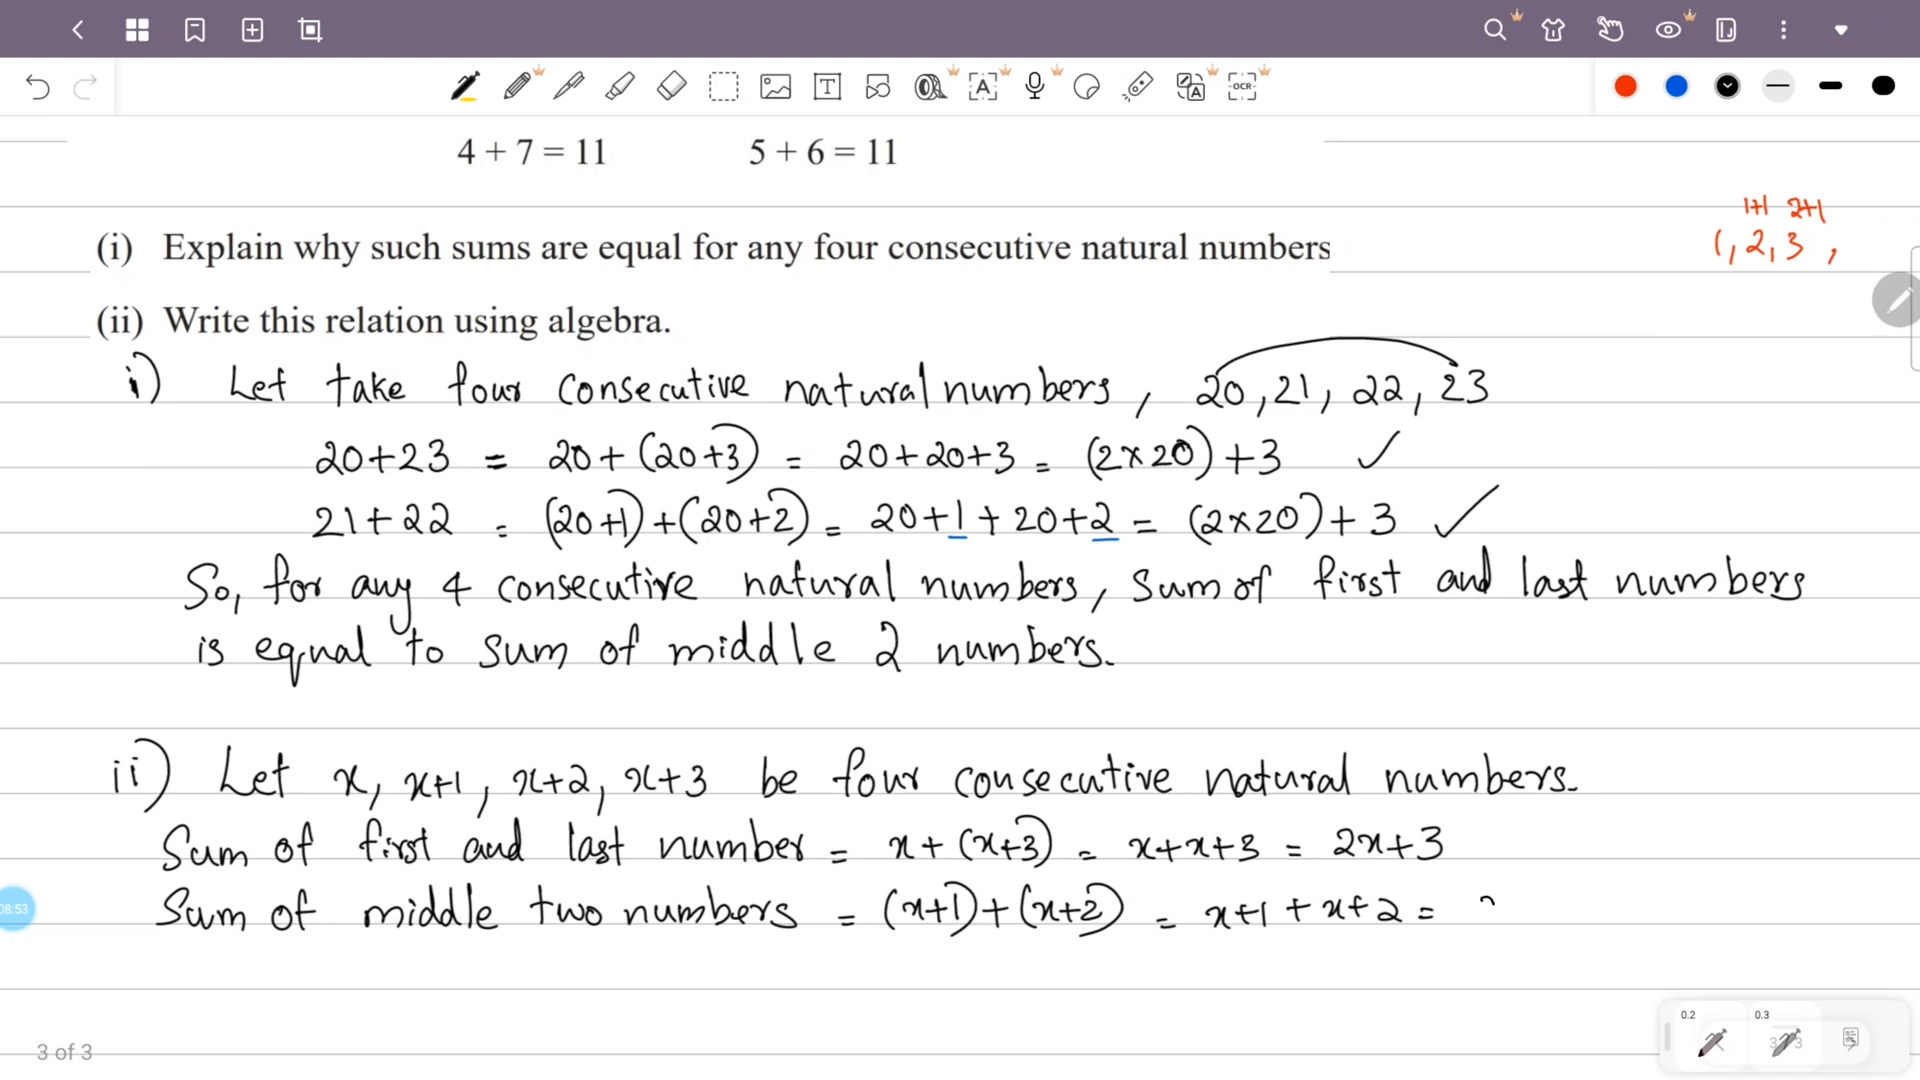 4 + 7 = 11 5 + 6 = 11
1+1 2+1
(i) Explain why such sums are equal for any four consecutive natural numbers
1, 2, 3 ,
(ii) Write this relation using algebra.
i) Let take four consecutive natural numbers, 20, 21, 22, 23
20+23 = 20+(20+3) = 20+20+3 = (2×20)+3 ✓
21+22 = (20+1)+(20+2) = 20+1+20+2 = (2×20)+3 ✓
So, for any 4 consecutive natural numbers, sum of first and last numbers
is equal to sum of middle 2 numbers.
ii) Let x, x+1, x+2, x+3 be four consecutive natural numbers.
Sum of first and last number = x+(x+3) = x+x+3 = 2x+3
Sum of middle two numbers = (x+1)+(x+2) = x+1+x+2 =
08:53
0.2 0.3
3 of 3